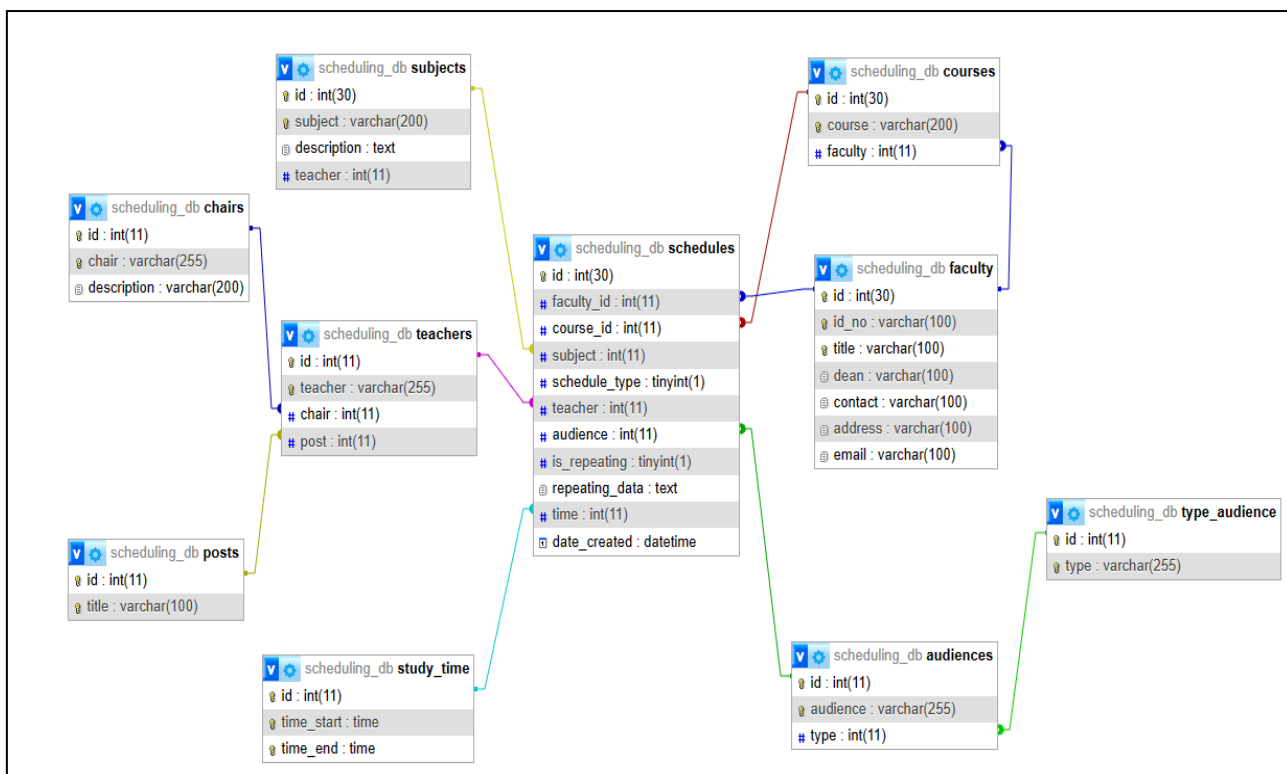 scheduling_db subjects
id : int(30)
subject : varchar(200)
description : text
# teacher : int(11)
scheduling_db courses
id : int(30)
course : varchar(200)
# faculty : int(11)
scheduling_db chairs
id : int(11)
chair : varchar(255)
description : varchar(200)
scheduling_db schedules
id : int(30)
# faculty_id : int(11)
# course_id : int(11)
# subject : int(11)
# schedule_type : tinyint(1)
# teacher : int(11)
# audience : int(11)
# is_repeating : tinyint(1)
repeating_data : text
# time : int(11)
date_created : datetime
scheduling_db faculty
id : int(30)
id_no : varchar(100)
title : varchar(100)
dean : varchar(100)
contact : varchar(100)
address : varchar(100)
email : varchar(100)
scheduling_db teachers
id : int(11)
teacher : varchar(255)
# chair : int(11)
# post : int(11)
scheduling_db type_audience
id : int(11)
type : varchar(255)
scheduling_db posts
id : int(11)
title : varchar(100)
scheduling_db audiences
id : int(11)
audience : varchar(255)
# type : int(11)
scheduling_db study_time
id : int(11)
time_start : time
time_end : time